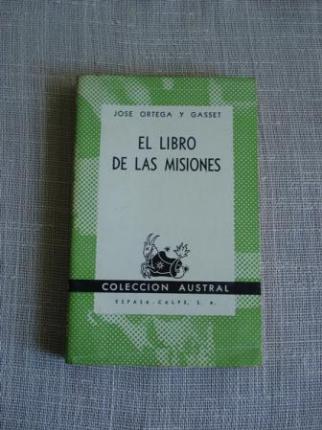 JOSE ORTEGA Y GASSET
EL LIBRO
DE LAS MISIONES
COLECCION AUSTRAL
ESPASA-CALPE, S. A.